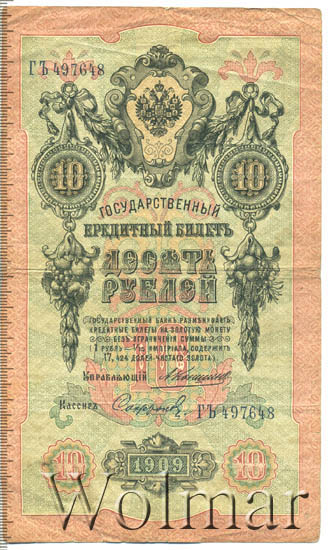 ГЪ 497648
10 10
ГОСУДАРСТВЕННЫЙ
КРЕДИТНЫЙ БИЛЕТЪ
ДЕСЯТЬ
РУБЛЕЙ
ГОСУДАРСТВЕННЫЙ БАНКЪ РАЗМѢНИВАЕТЪ
КРЕДИТНЫЕ БИЛЕТЫ НА ЗОЛОТУЮ МОНЕТУ
БЕЗЪ ОГРАНИЧЕНІЯ СУММЫ
(1 РУБЛЬ = 1/15 ИМПЕРІАЛА, СОДЕРЖИТЪ
17,424 ДОЛЕЙ ЧИСТАГО ЗОЛОТА).
УПРАВЛЯЮЩІЙ
КАССИРЪ
ГЪ 497648
10 1909 10
Wolmar